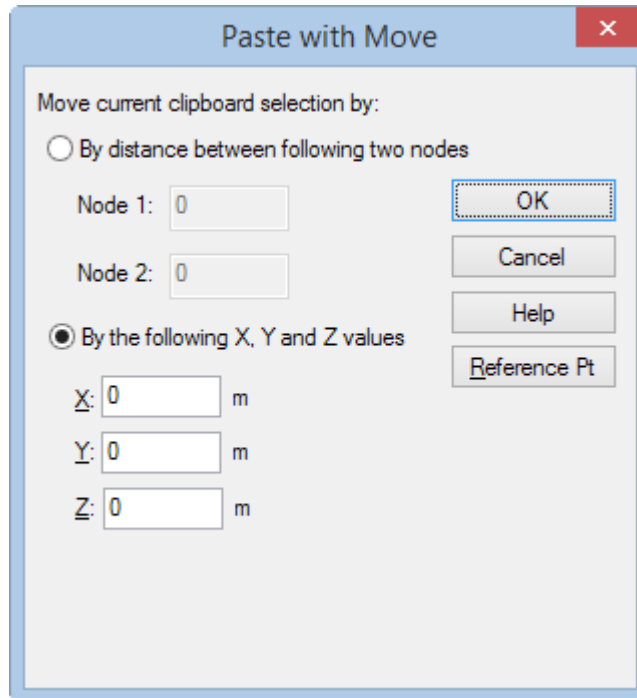 Paste with Move
Move current clipboard selection by:
By distance between following two nodes
Node 1: 0
OK
Node 2: 0
Cancel
Help
By the following X, Y and Z values
Reference Pt
X: 0 m
Y: 0 m
Z: 0 m